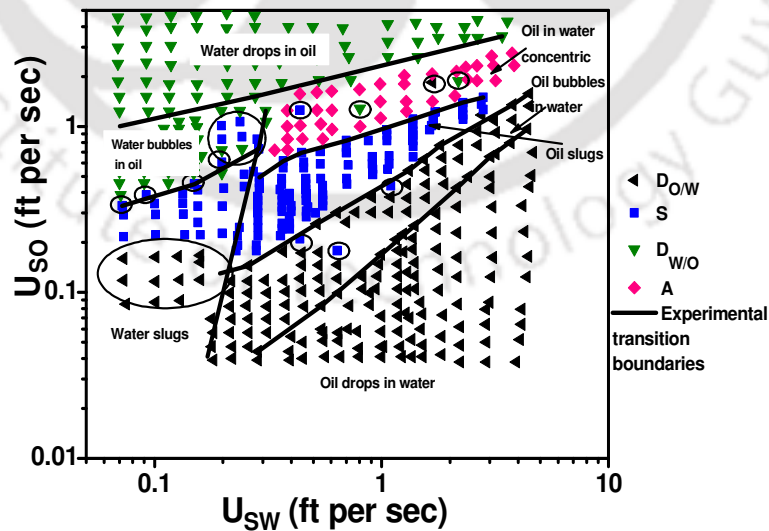 Water drops in oil
Oil in water
concentric
Oil bubbles
in water
Water bubbles
in oil
Oil slugs
Water slugs
Oil drops in water
1
0.1
0.01
0.1
1
10
U_SO (ft per sec)
U_SW (ft per sec)
D_O/W
S
D_W/O
A
Experimental
transition
boundaries